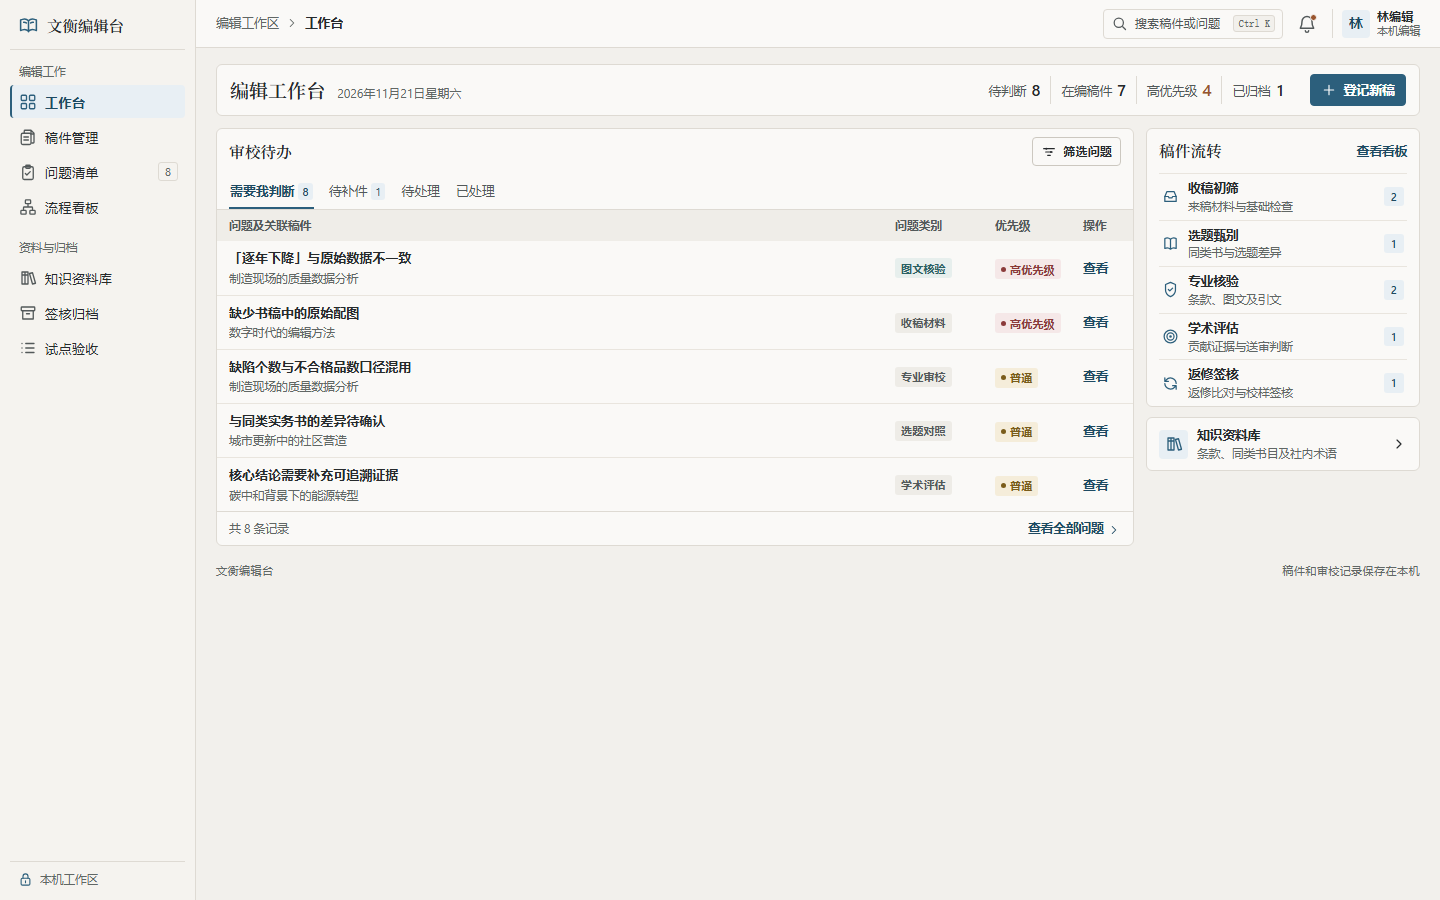 文衡编辑台
编辑工作
工作台
稿件管理
问题清单 8
流程看板
资料与归档
知识资料库
签核归档
试点验收
本机工作区
编辑工作区 > 工作台
搜索稿件或问题 Ctrl K
林
林编辑
本机编辑
编辑工作台 2026年11月21日星期六
待判断 8 在编稿件 7 高优先级 4 已归档 1
+ 登记新稿
审校待办
筛选问题
需要我判断 8 待补件 1 待处理 已处理
问题及关联稿件 问题类别 优先级 操作
「逐年下降」与原始数据不一致
制造现场的质量数据分析
图文核验 高优先级 查看
缺少书稿中的原始配图
数字时代的编辑方法
收稿材料 高优先级 查看
缺陷个数与不合格品数口径混用
制造现场的质量数据分析
专业审校 普通 查看
与同类实务书的差异待确认
城市更新中的社区营造
选题对照 普通 查看
核心结论需要补充可追溯证据
碳中和背景下的能源转型
学术评估 普通 查看
共 8 条记录
查看全部问题 >
稿件流转 查看看板
收稿初筛
来稿材料与基础检查
2
选题甄别
同类书与选题差异
1
专业核验
条款、图文及引文
2
学术评估
贡献证据与送审判断
1
返修签核
返修比对与校样签核
1
知识资料库
条款、同类书目及社内术语
文衡编辑台
稿件和审校记录保存在本机